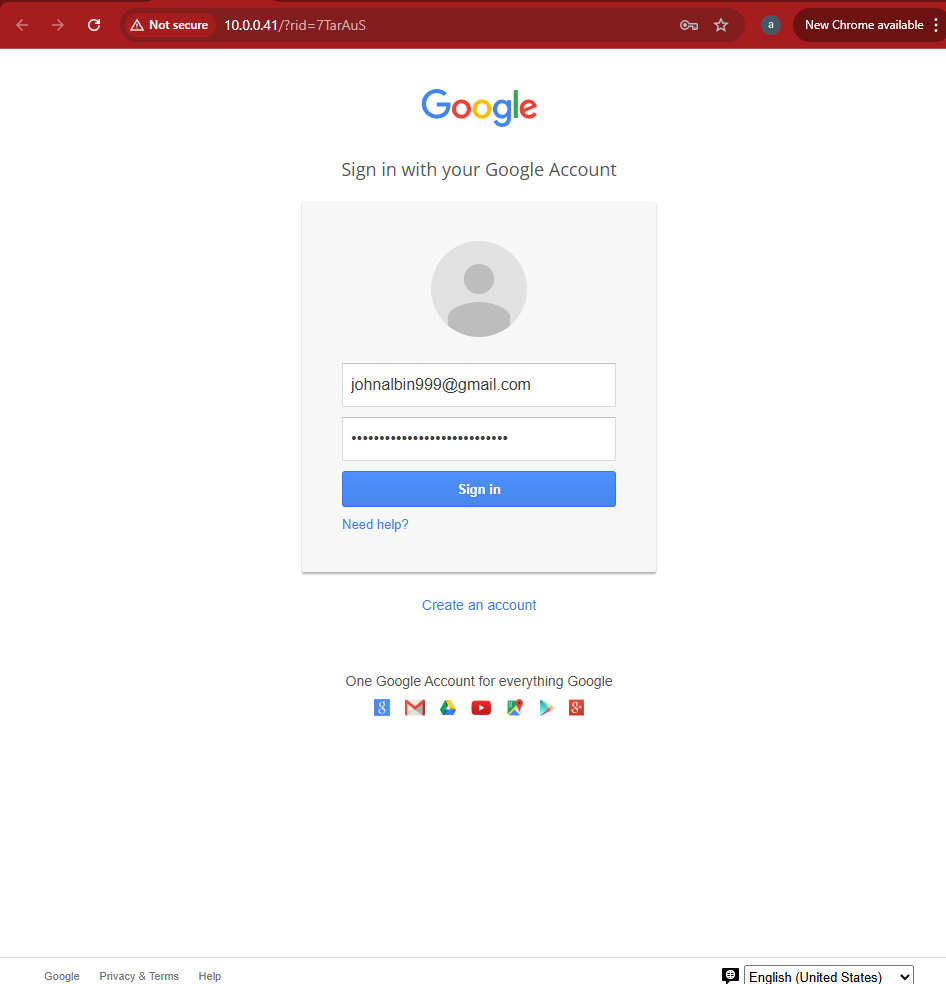 Not secure 10.0.0.41/?rid=7TarAuS a New Chrome available
Google
Sign in with your Google Account
johnalbin999@gmail.com
••••••••••••••••••••••••••••
Sign in
Need help?
Create an account
One Google Account for everything Google
Google Privacy & Terms Help English (United States)